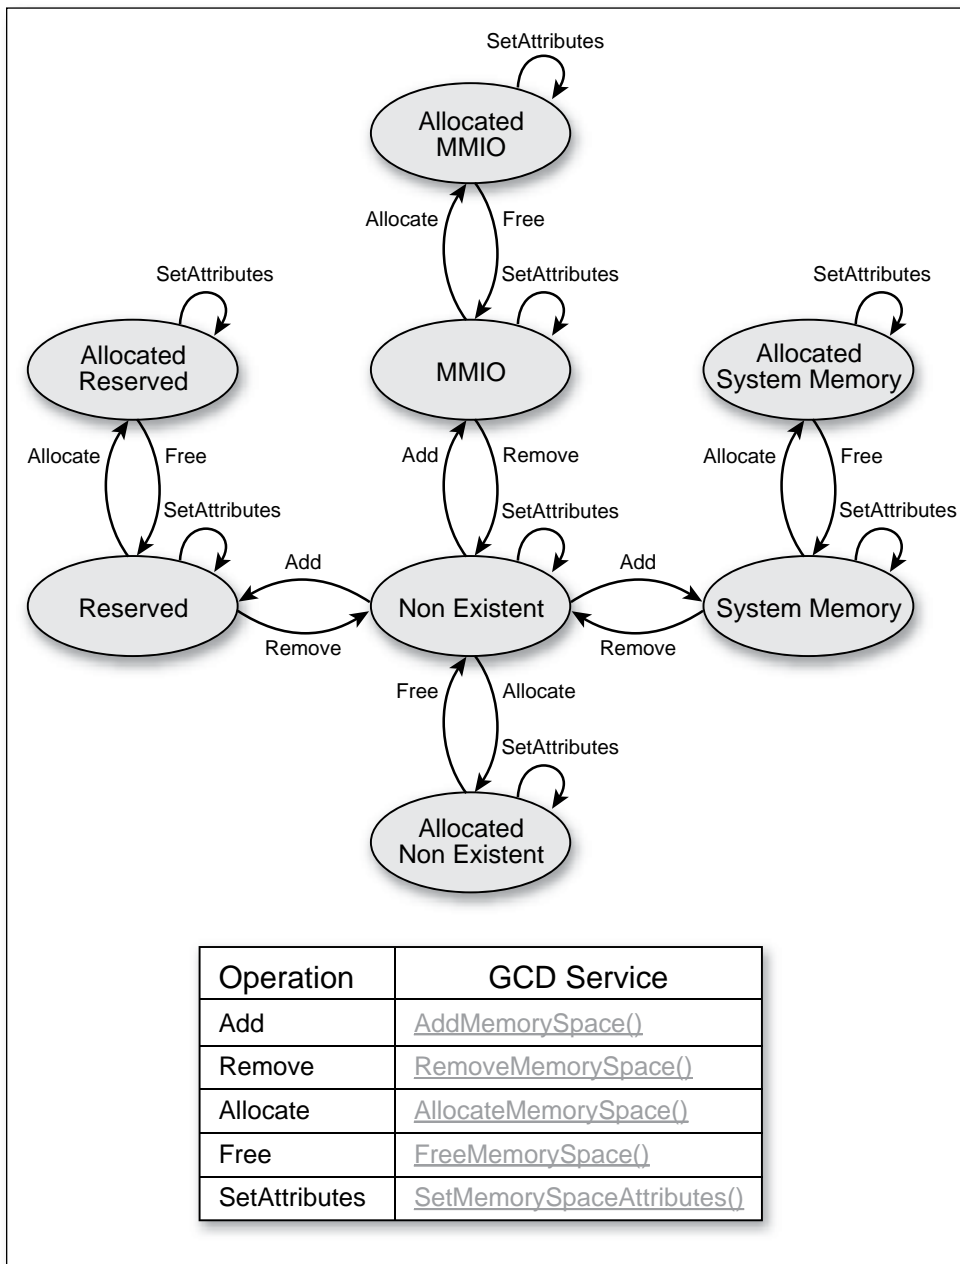 SetAttributes
Allocated
MMIO
Allocate
Free
SetAttributes
SetAttributes
SetAttributes
Allocated
Reserved
MMIO
Allocated
System Memory
Allocate
Free
Add
Remove
Allocate
Free
SetAttributes
SetAttributes
SetAttributes
Reserved
Add
Remove
Non Existent
Add
Remove
System Memory
Free
Allocate
SetAttributes
Allocated
Non Existent
Operation GCD Service
Add AddMemorySpace()
Remove RemoveMemorySpace()
Allocate AllocateMemorySpace()
Free FreeMemorySpace()
SetAttributes SetMemorySpaceAttributes()